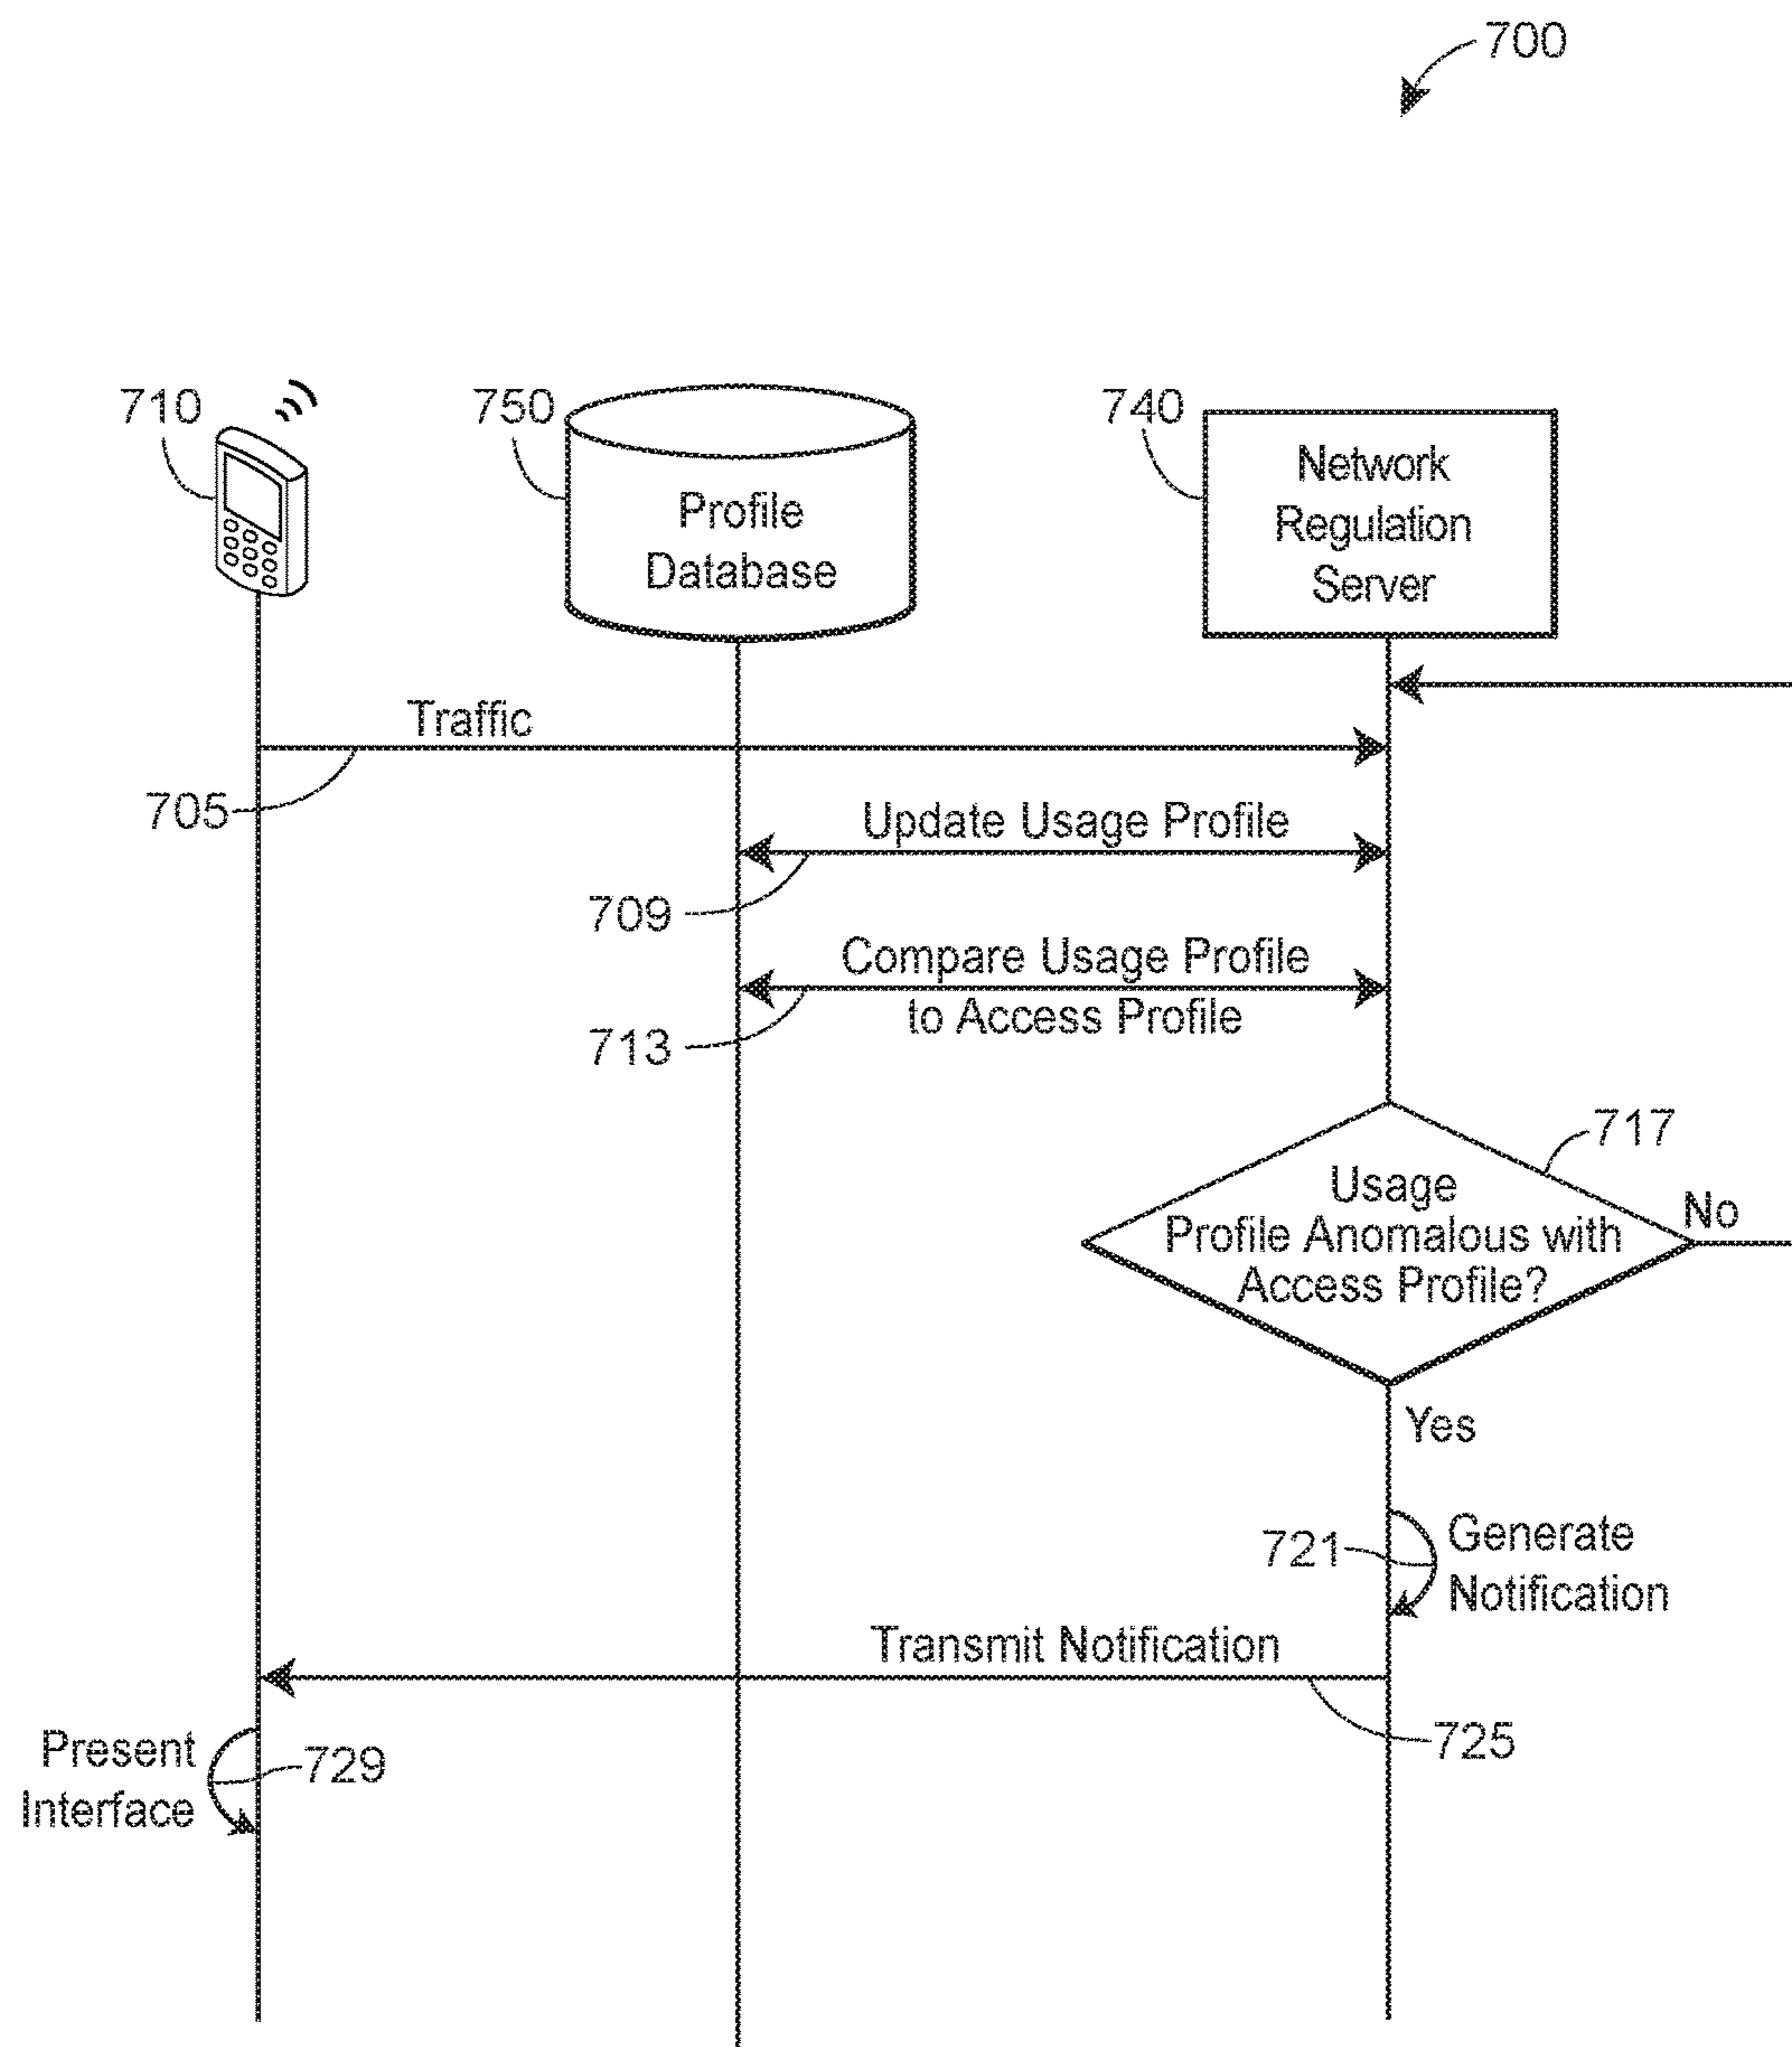 700
710
750
740
Profile
Database
Network
Regulation
Server
Traffic
705
Update Usage Profile
709
Compare Usage Profile
to Access Profile
713
717
Usage
Profile Anomalous with
Access Profile?
No
Yes
721
Generate
Notification
Transmit Notification
725
Present
Interface
729